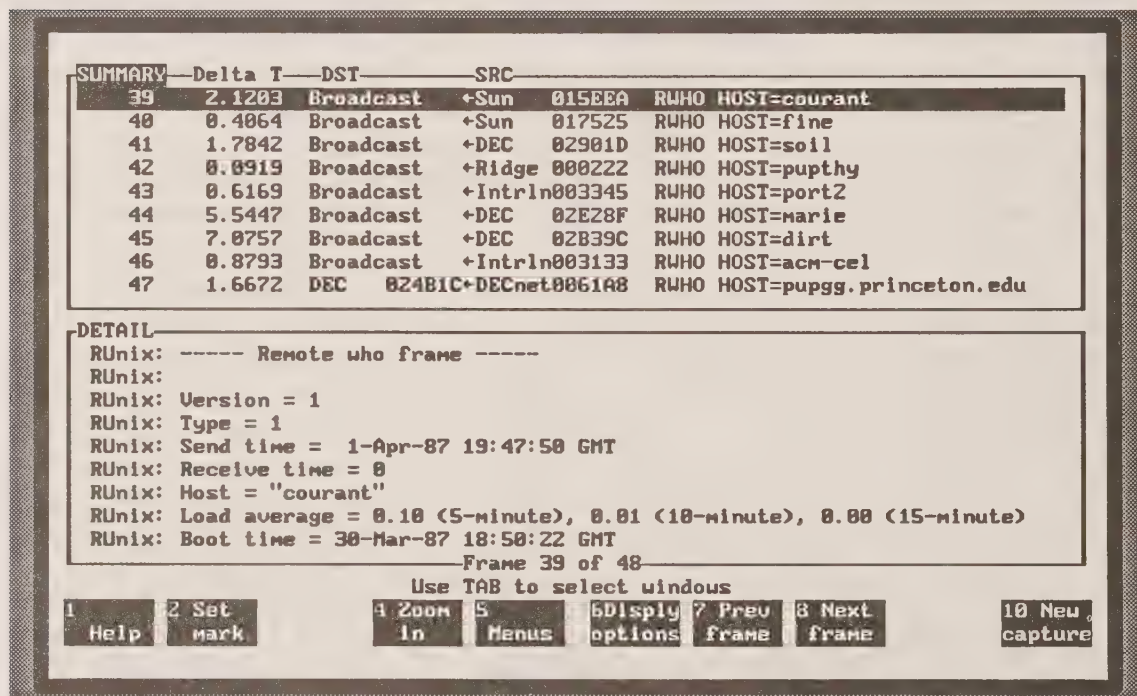 SUMMARY—Delta T—DST—SRC
39 2.1203 Broadcast ←Sun 015EEA RWHO HOST=courant
40 0.4064 Broadcast ←Sun 017525 RWHO HOST=fine
41 1.7842 Broadcast ←DEC 02901D RWHO HOST=soil
42 0.0919 Broadcast ←Ridge 000222 RWHO HOST=pupthy
43 0.6169 Broadcast ←Intrln003345 RWHO HOST=port2
44 5.5447 Broadcast ←DEC 02E28F RWHO HOST=marie
45 7.0757 Broadcast ←DEC 02B39C RWHO HOST=dirt
46 0.8793 Broadcast ←Intrln003133 RWHO HOST=acm-cel
47 1.6672 DEC 024B1C←DECnet0061A8 RWHO HOST=pupgg.princeton.edu
DETAIL
RUnix: ----- Remote who frame -----
RUnix:
RUnix: Version = 1
RUnix: Type = 1
RUnix: Send time = 1-Apr-87 19:47:50 GMT
RUnix: Receive time = 0
RUnix: Host = "courant"
RUnix: Load average = 0.10 (5-minute), 0.01 (10-minute), 0.00 (15-minute)
RUnix: Boot time = 30-Mar-87 18:50:22 GMT
Frame 39 of 48
Use TAB to select windows
1 2 Set 4 Zoom 5 6Disply 7 Prev 8 Next 10 New
Help mark in Menus options frame frame capture